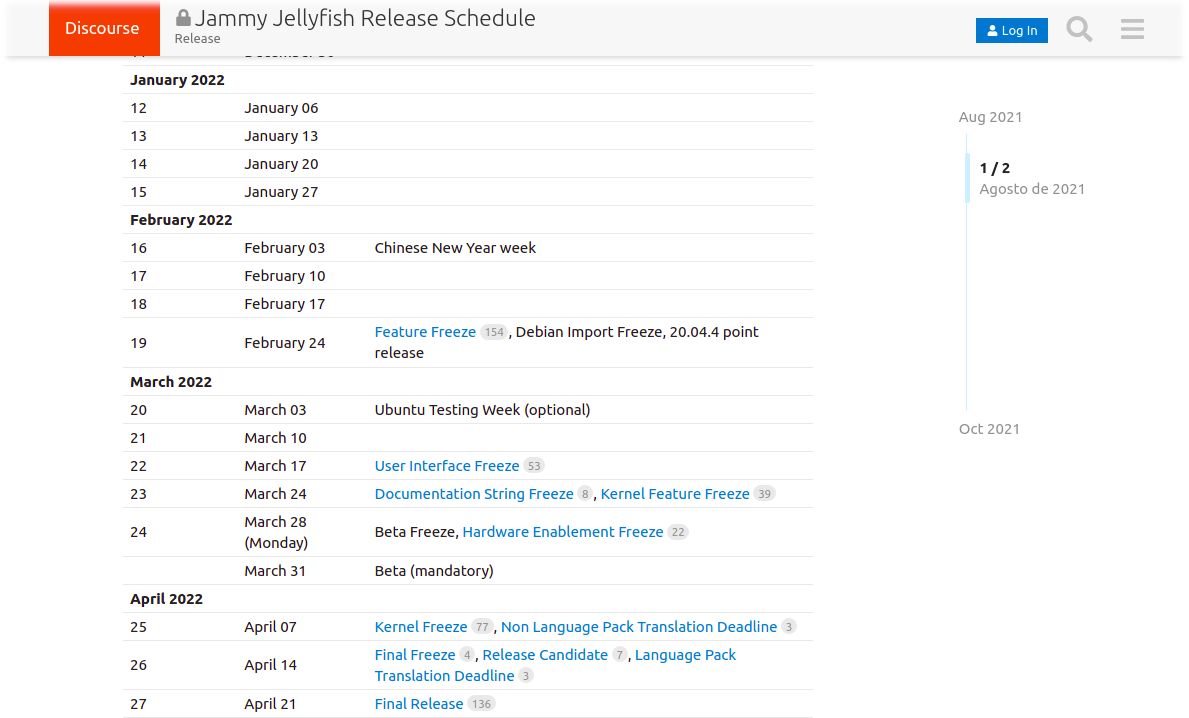 Discourse
Jammy Jellyfish Release Schedule
Release
Log In
January 2022
12 January 06
13 January 13
14 January 20
15 January 27
February 2022
16 February 03 Chinese New Year week
17 February 10
18 February 17
19 February 24 Feature Freeze 154, Debian Import Freeze, 20.04.4 point
release
March 2022
20 March 03 Ubuntu Testing Week (optional)
21 March 10
22 March 17 User Interface Freeze 53
23 March 24 Documentation String Freeze 8, Kernel Feature Freeze 39
24 March 28
(Monday) Beta Freeze, Hardware Enablement Freeze 22
March 31 Beta (mandatory)
April 2022
25 April 07 Kernel Freeze 77, Non Language Pack Translation Deadline 3
26 April 14 Final Freeze 4, Release Candidate 7, Language Pack
Translation Deadline 3
27 April 21 Final Release 136
Aug 2021
1 / 2
Agosto de 2021
Oct 2021